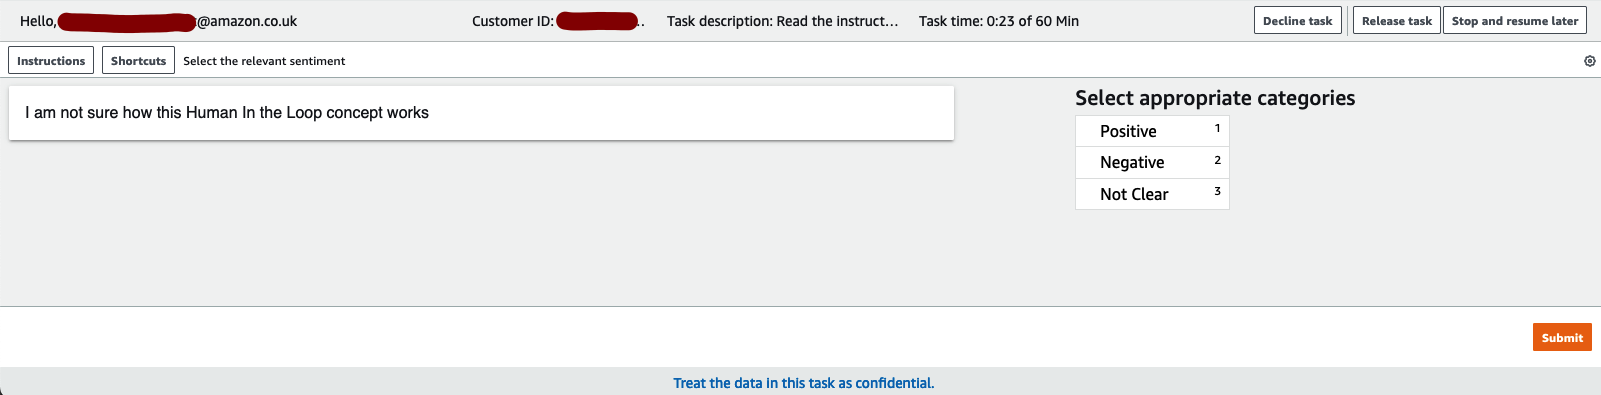 Hello, @amazon.co.uk Customer ID: .. Task description: Read the instruct... Task time: 0:23 of 60 Min Decline task Release task Stop and resume later
Instructions Shortcuts Select the relevant sentiment
I am not sure how this Human In the Loop concept works
Select appropriate categories
Positive 1
Negative 2
Not Clear 3
Submit
Treat the data in this task as confidential.